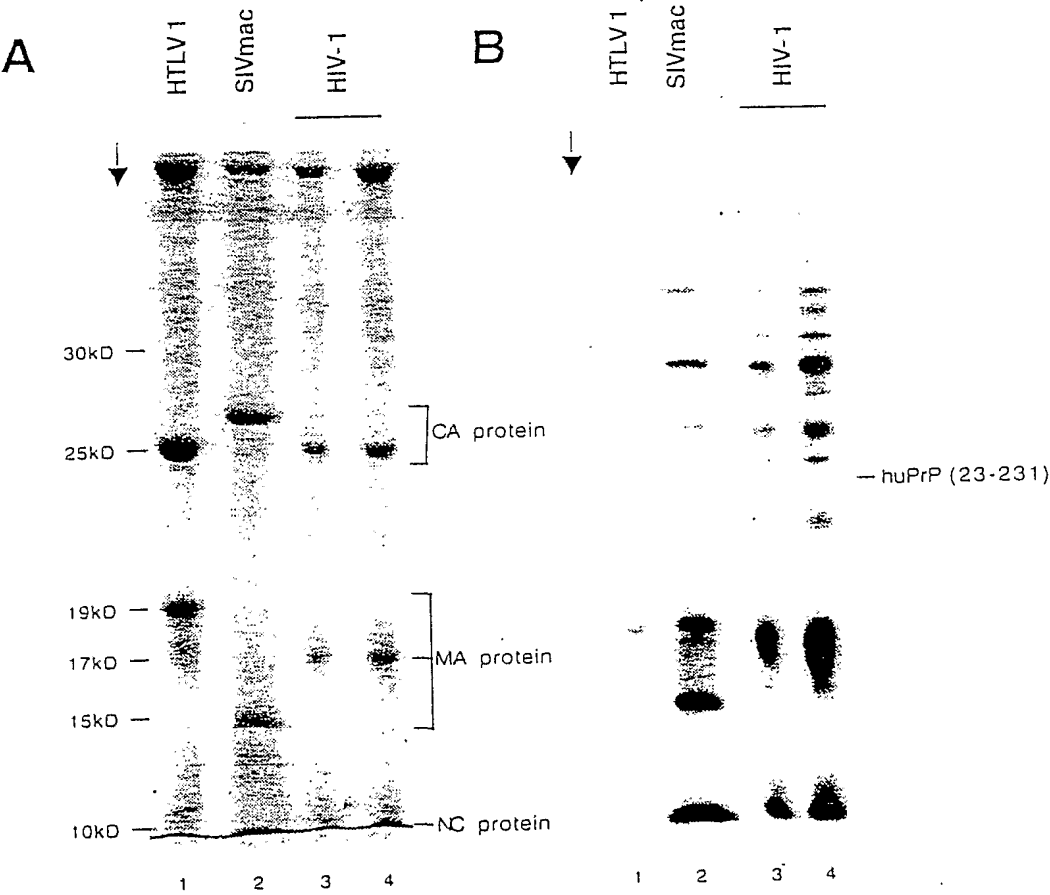 A
HTLV 1
SIVmac
HIV-1
B
HTLV 1
SIVmac
HIV-1
30kD
CA protein
25kD
huPrP (23-231)
19kD
17kD
MA protein
15kD
10kD
NC protein
1 2 3 4
1 2 3 4